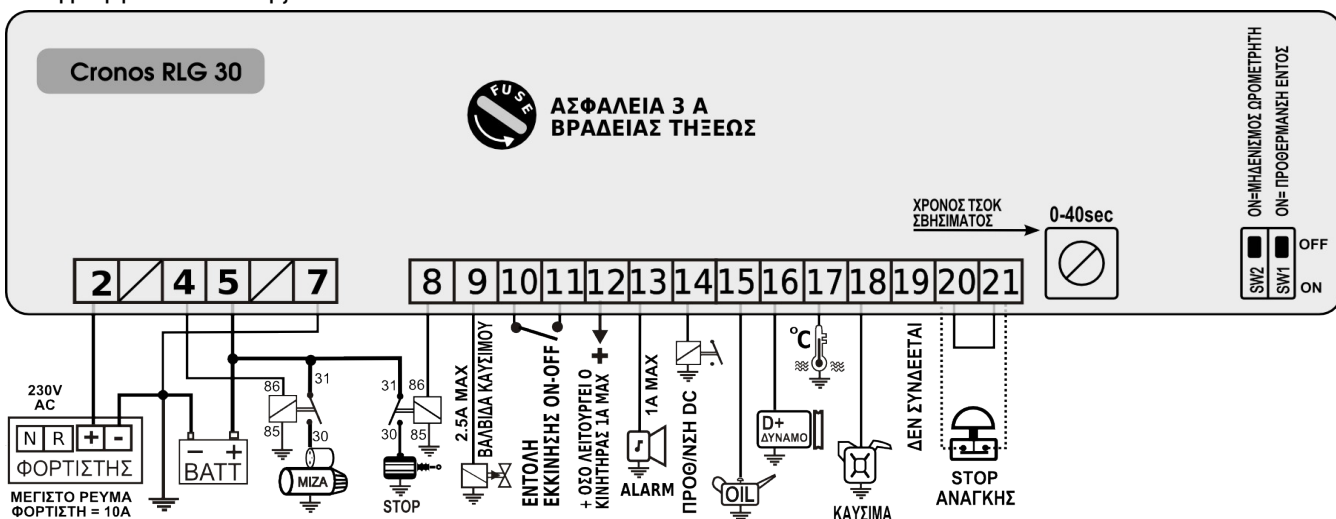 Cronos RLG 30
FUSE
ΑΣΦΑΛΕΙΑ 3 Α
ΒΡΑΔΕΙΑΣ ΤΗΞΕΩΣ
ΧΡΟΝΟΣ ΤΣΟΚ
ΣΒΗΣΙΜΑΤΟΣ
0-40sec
ON=ΜΗΔΕΝΙΣΜΟΣ ΩΡΟΜΕΤΡΗΤΗ
ON= ΠΡΟΘΕΡΜΑΝΣΗ ΕΝΤΟΣ
SW2
SW1
OFF
ON
2
4
5
7
8
9
10
11
12
13
14
15
16
17
18
19
20
21
230V
AC
N R + -
ΦΟΡΤΙΣΤΗΣ
ΜΕΓΙΣΤΟ ΡΕΥΜΑ
ΦΟΡΤΙΣΤΗ = 10Α
- +
BATT
86
85
31
30
ΜΙΖΑ
31
30
86
85
STOP
2.5A MAX
ΒΑΛΒΙΔΑ ΚΑΥΣΙΜΟΥ
ΕΝΤΟΛΗ
ΕΚΚΙΝΗΣΗΣ ON-OFF
+
+ ΟΣΟ ΛΕΙΤΟΥΡΓΕΙ Ο
ΚΙΝΗΤΗΡΑΣ 1Α MAX
1A MAX
ALARM
ΠΡΟΘ/ΝΣΗ DC
OIL
D+
ΔΥΝΑΜΟ
°C
ΚΑΥΣΙΜΑ
ΔΕΝ ΣΥΝΔΕΕΤΑΙ
STOP
ΑΝΑΓΚΗΣ